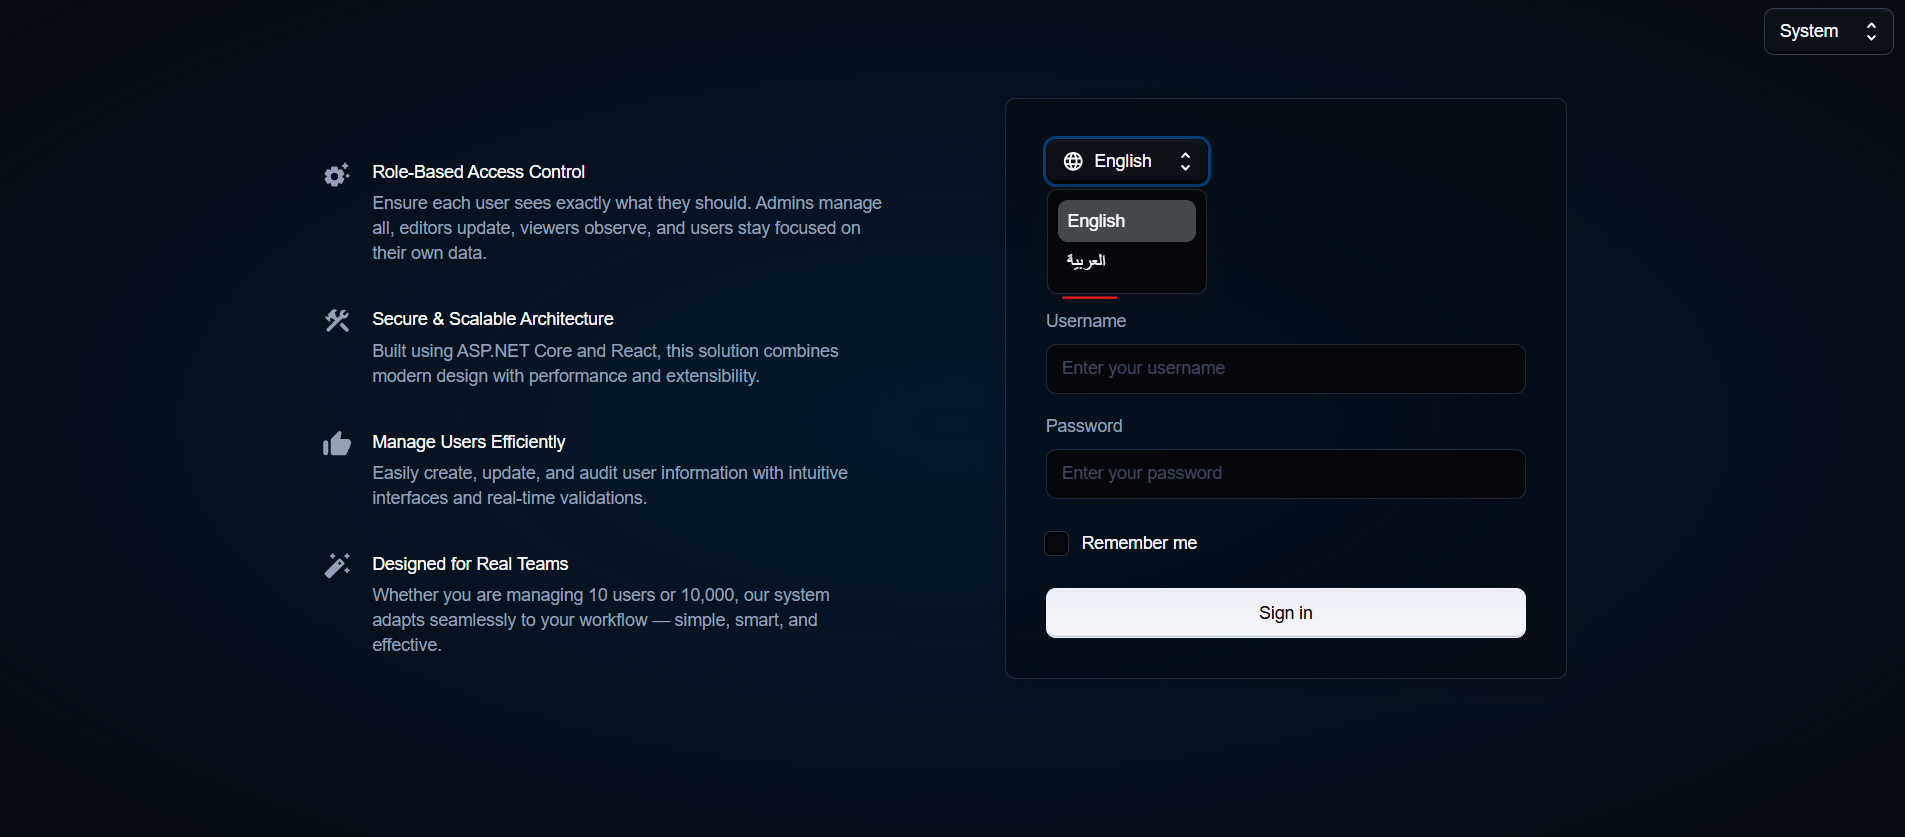 System
Role-Based Access Control
Ensure each user sees exactly what they should. Admins manage
all, editors update, viewers observe, and users stay focused on
their own data.
Secure & Scalable Architecture
Built using ASP.NET Core and React, this solution combines
modern design with performance and extensibility.
Manage Users Efficiently
Easily create, update, and audit user information with intuitive
interfaces and real-time validations.
Designed for Real Teams
Whether you are managing 10 users or 10,000, our system
adapts seamlessly to your workflow — simple, smart, and
effective.
English
English
العربية
Username
Enter your username
Password
Enter your password
Remember me
Sign in